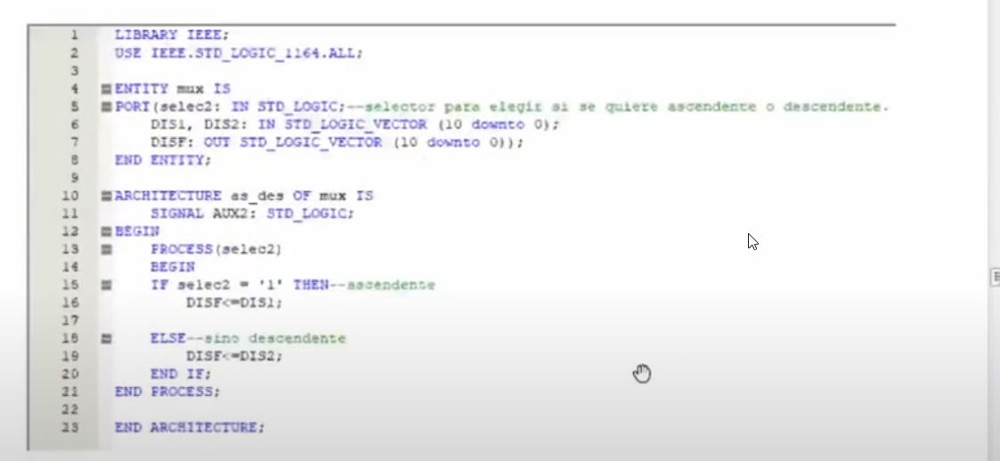 1 LIBRARY IEEE;
2 USE IEEE.STD_LOGIC_1164.ALL;
3
4 ENTITY mux IS
5 PORT(selec2: IN STD_LOGIC;--selector para elegir si se quiere ascendente o descendente.
6 DIS1, DIS2: IN STD_LOGIC_VECTOR (10 downto 0);
7 DISF: OUT STD_LOGIC_VECTOR (10 downto 0));
8 END ENTITY;
9
10 ARCHITECTURE as_des OF mux IS
11 SIGNAL AUX2: STD_LOGIC;
12 BEGIN
13 PROCESS(selec2)
14 BEGIN
15 IF selec2 = '1' THEN--ascendente
16 DISF<=DIS1;
17
18 ELSE--sino descendente
19 DISF<=DIS2;
20 END IF;
21 END PROCESS;
22
23 END ARCHITECTURE;